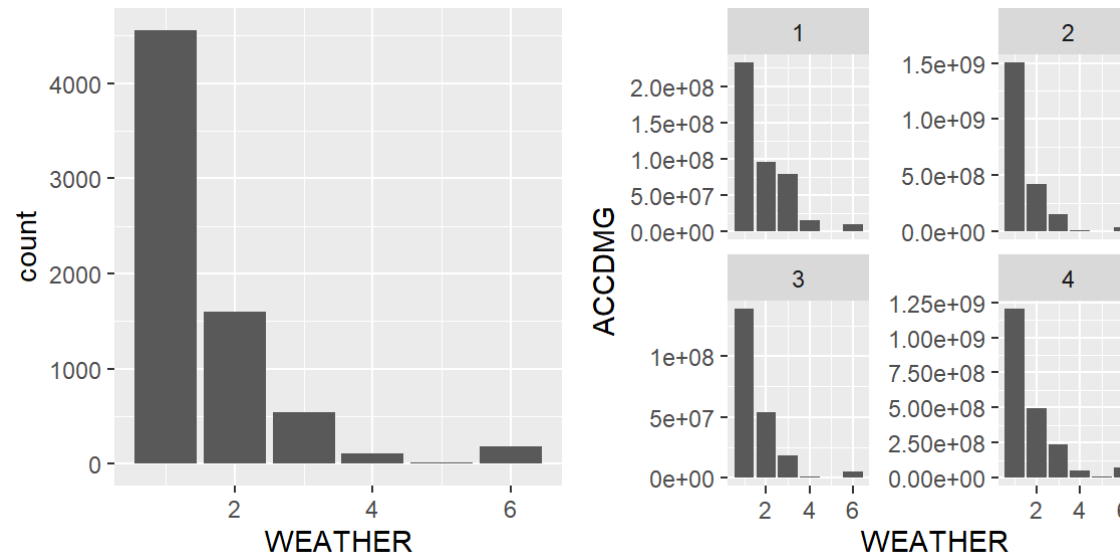 count
4000
3000
2000
1000
0
2 4 6
WEATHER
ACCDMG
1
2.0e+08
1.5e+08
1.0e+08
5.0e+07
0.0e+00
2
1.5e+09
1.0e+09
5.0e+08
0.0e+00
3
1e+08
5e+07
0e+00
2 4 6
4
1.25e+09
1.00e+09
7.50e+08
5.00e+08
2.50e+08
0.00e+00
2 4 6
WEATHER